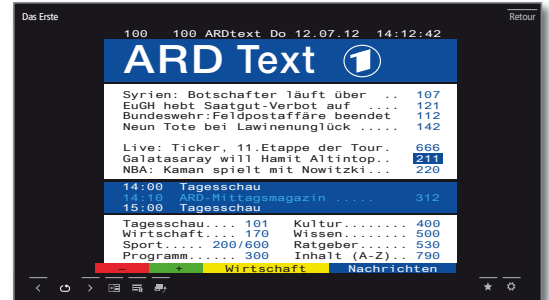 Das Erste
Retour
100 100 ARDtext Do 12.07.12 14:12:42
ARD Text 1
Syrien: Botschafter läuft über .. 107
EuGH hebt Saatgut-Verbot auf .... 121
Bundeswehr:Feldpostaffäre beendet 112
Neun Tote bei Lawinenunglück ..... 142
Live: Ticker, 11.Etappe der Tour. 666
Galatasaray will Hamit Altintop.. 211
NBA: Kaman spielt mit Nowitzki... 220
14:00 Tagesschau
14:10 ARD-Mittagsmagazin ..... 312
15:00 Tagesschau
Tagesschau.... 101 Kultur........ 400
Wirtschaft.... 170 Wissen........ 500
Sport..... 200/600 Ratgeber...... 530
Programm...... 300 Inhalt (A-Z).. 790
- + Wirtschaft Nachrichten